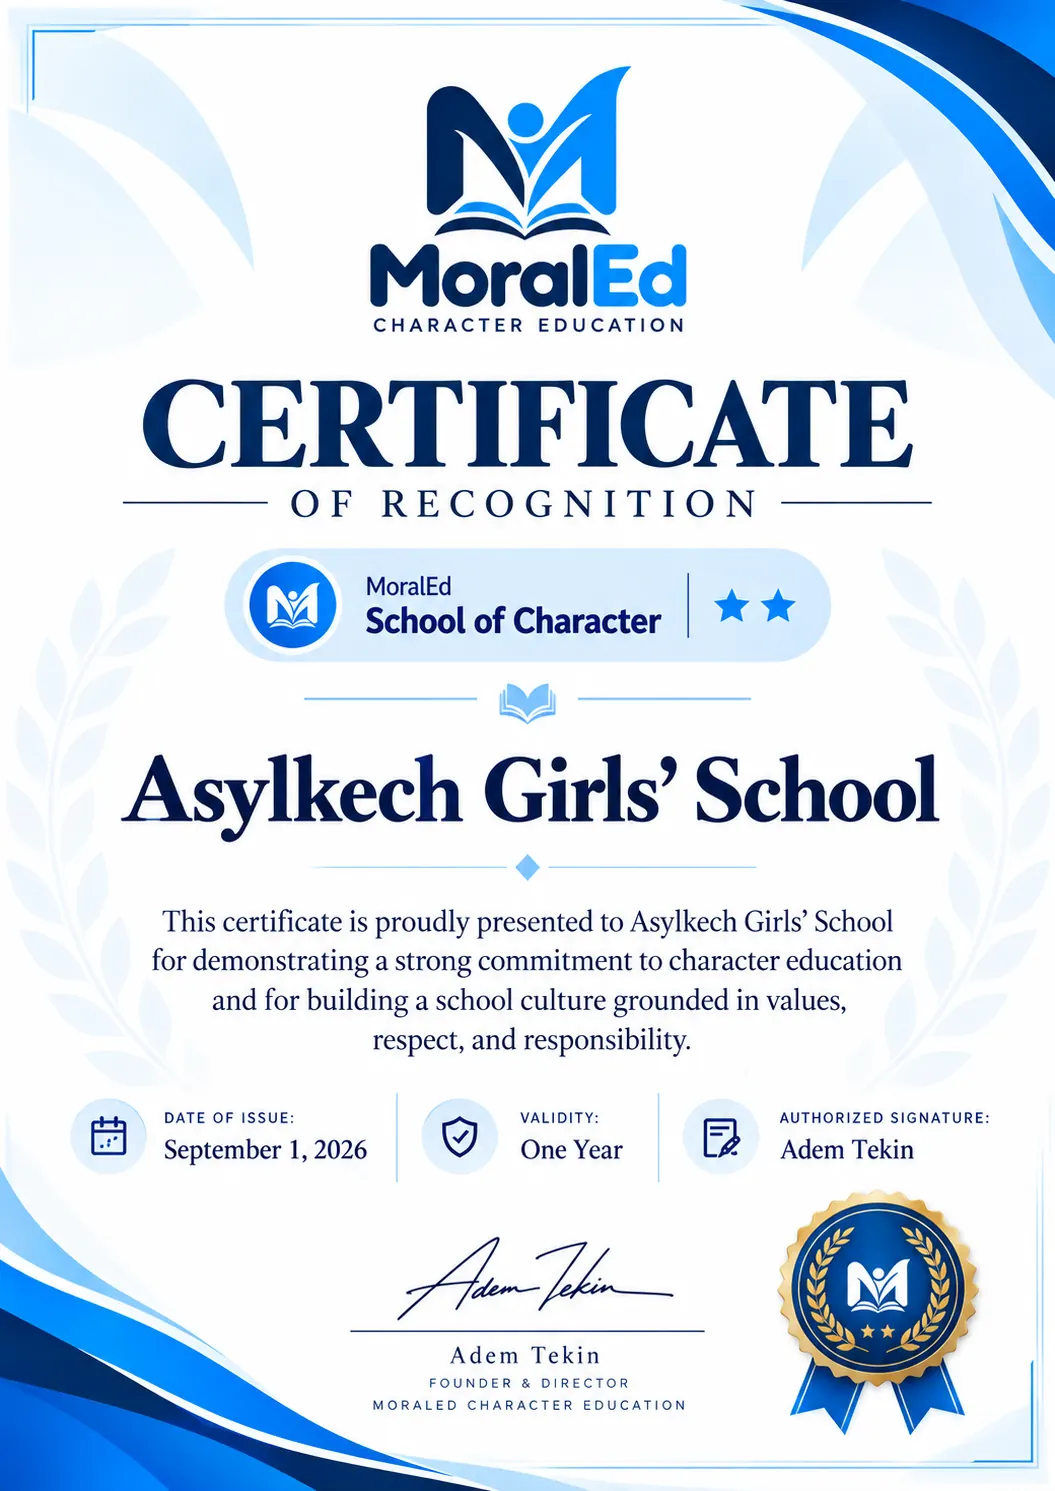 MoralEd
CHARACTER EDUCATION
CERTIFICATE
OF RECOGNITION
MoralEd
School of Character
Asylkech Girls’ School
This certificate is proudly presented to Asylkech Girls’ School
for demonstrating a strong commitment to character education
and for building a school culture grounded in values,
respect, and responsibility.
DATE OF ISSUE:
September 1, 2026
VALIDITY:
One Year
AUTHORIZED SIGNATURE:
Adem Tekin
Adem Tekin
Adem Tekin
FOUNDER & DIRECTOR
MORALED CHARACTER EDUCATION